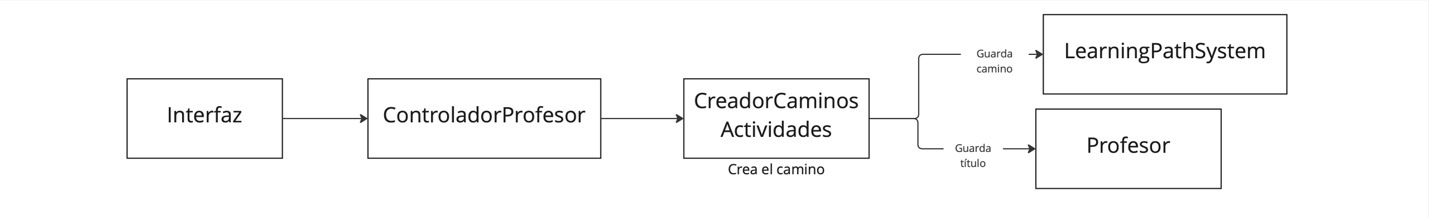 Interfaz
ControladorProfesor
CreadorCaminos
Actividades
Crea el camino
Guarda
camino
LearningPathSystem
Guarda
título
Profesor